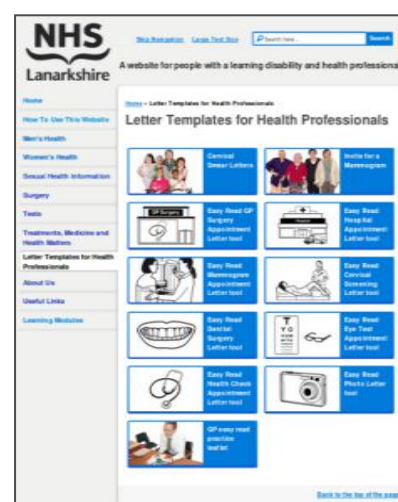 NHS
Lanarkshire
Skip Navigation Large Text Size Search here... Search
A website for people with a learning disability and health professiona
Home
How To Use This Website
Men's Health
Women's Health
Sexual Health Information
Surgery
Tests
Treatments, Medicine and
Health Matters
Letter Templates for Health
Professionals
About Us
Useful Links
Learning Modules
Home » Letter Templates for Health Professionals
Letter Templates for Health Professionals
Cervical
Smear Letters
Invite for a
Mammogram
GP Surgery
Easy Read GP
Surgery
Appointment
Letter tool
Easy Read
Hospital
Appointment
Letter tool
Easy Read
Mammogram
Appointment
Letter tool
Easy Read
Cervical
Screening
Letter tool
Easy Read
Dental
Surgery
Letter tool
Easy Read
Eye Test
Appointment
Letter tool
Easy Read
Health Check
Appointment
Letter tool
Easy Read
Photo Letter
tool
GP easy read
practice
leaflet
Back to the top of the page